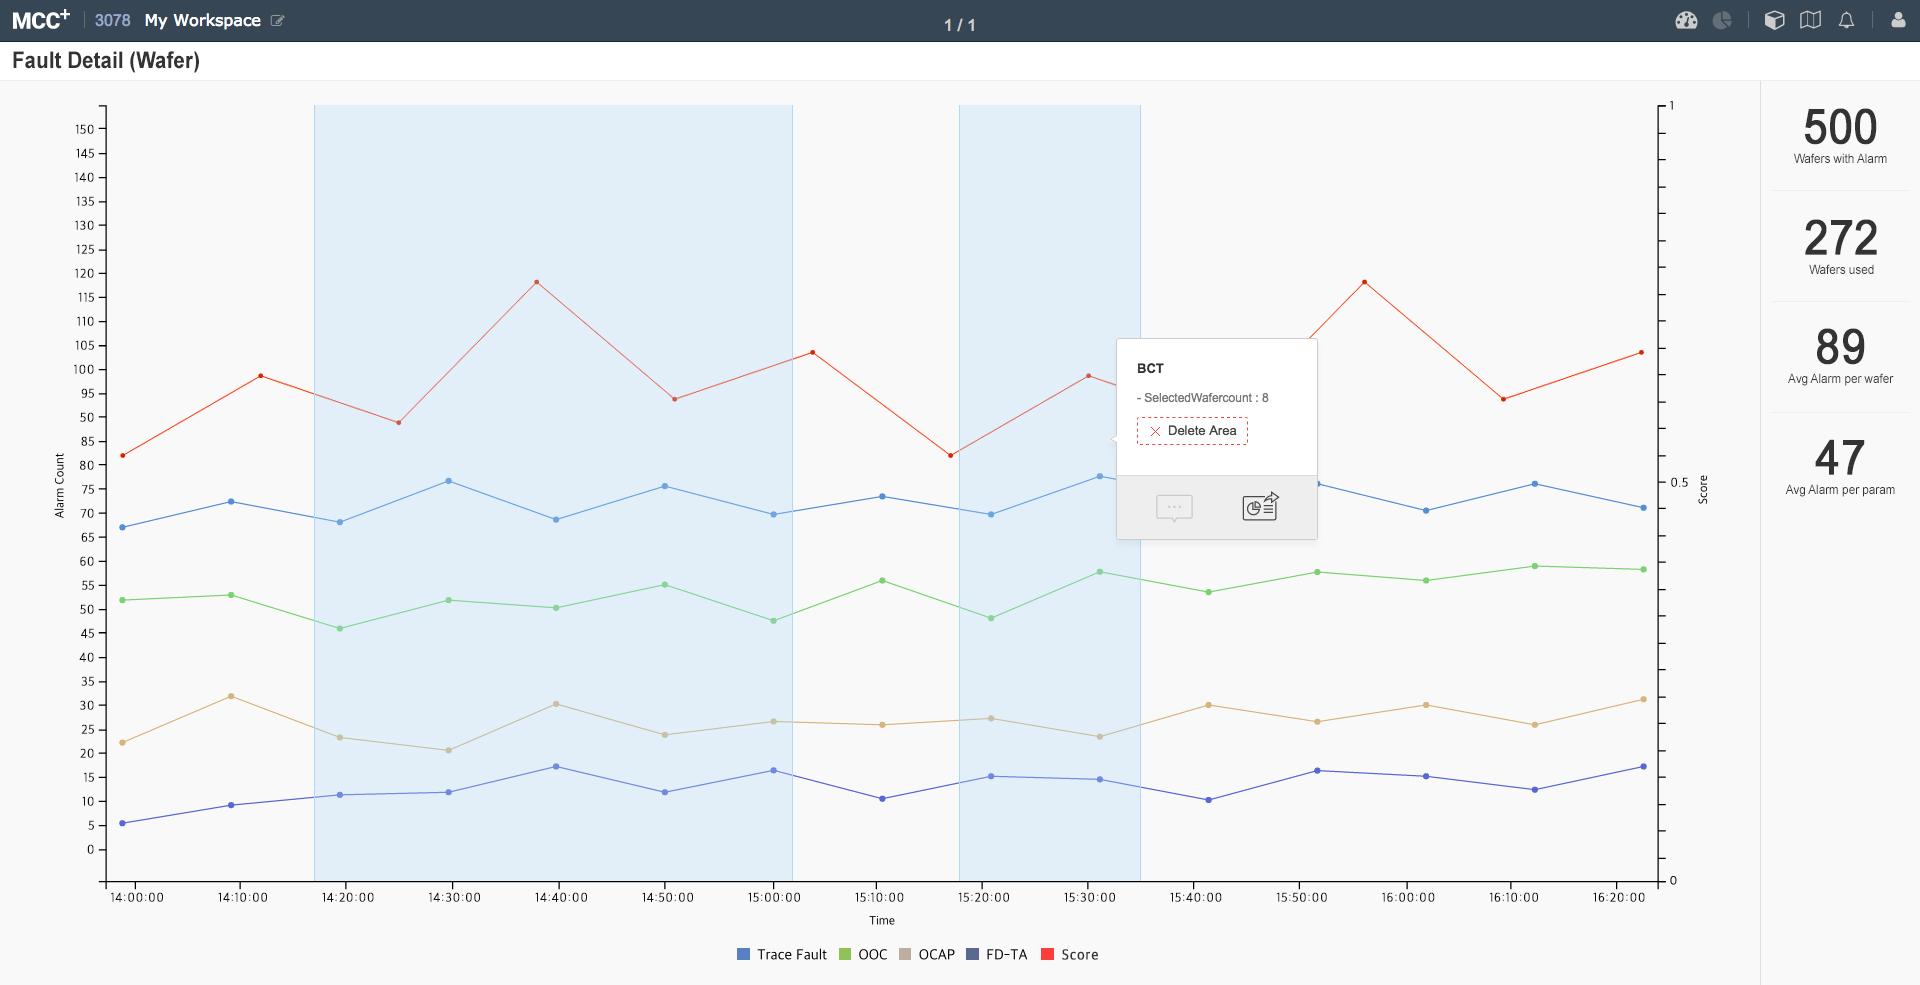 MCC+ 3078 My Workspace
1 / 1
Fault Detail (Wafer)
150
145
140
135
130
125
120
115
110
105
100
95
50
85
80
75
70
65
60
55
50
45
40
35
30
25
20
15
10
5
0
Alarm Count
1
0.5
0
Score
BCT
- SelectedWafercount : 8
Delete Area
14:00:00 14:10:00 14:20:00 14:30:00 14:40:00 14:50:00 15:00:00 15:10:00 15:20:00 15:30:00 15:40:00 15:50:00 16:00:00 16:10:00 16:20:00
Time
Trace Fault OOC OCAP FD-TA Score
500
Wafers with Alarm
272
Wafers used
89
Avg Alarm per wafer
47
Avg Alarm per param